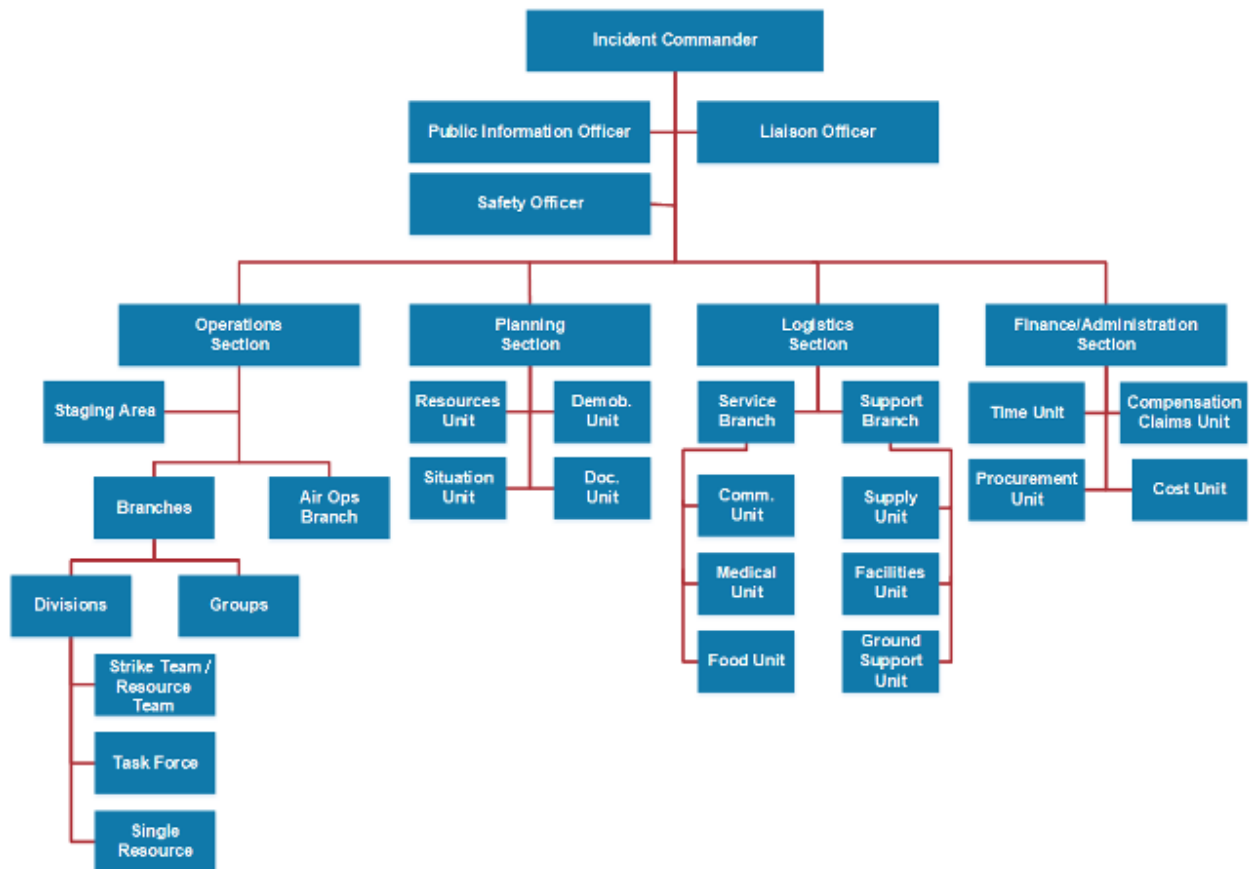 Incident Commander
Public Information Officer
Liaison Officer
Safety Officer
Operations
Section
Planning
Section
Logistics
Section
Finance/Administration
Section
Staging Area
Branches
Air Ops
Branch
Divisions
Groups
Strike Team /
Resource
Team
Task Force
Single
Resource
Resources
Unit
Demob.
Unit
Situation
Unit
Doc.
Unit
Service
Branch
Support
Branch
Comm.
Unit
Supply
Unit
Medical
Unit
Facilities
Unit
Food Unit
Ground
Support
Unit
Time Unit
Compensation
Claims Unit
Procurement
Unit
Cost Unit